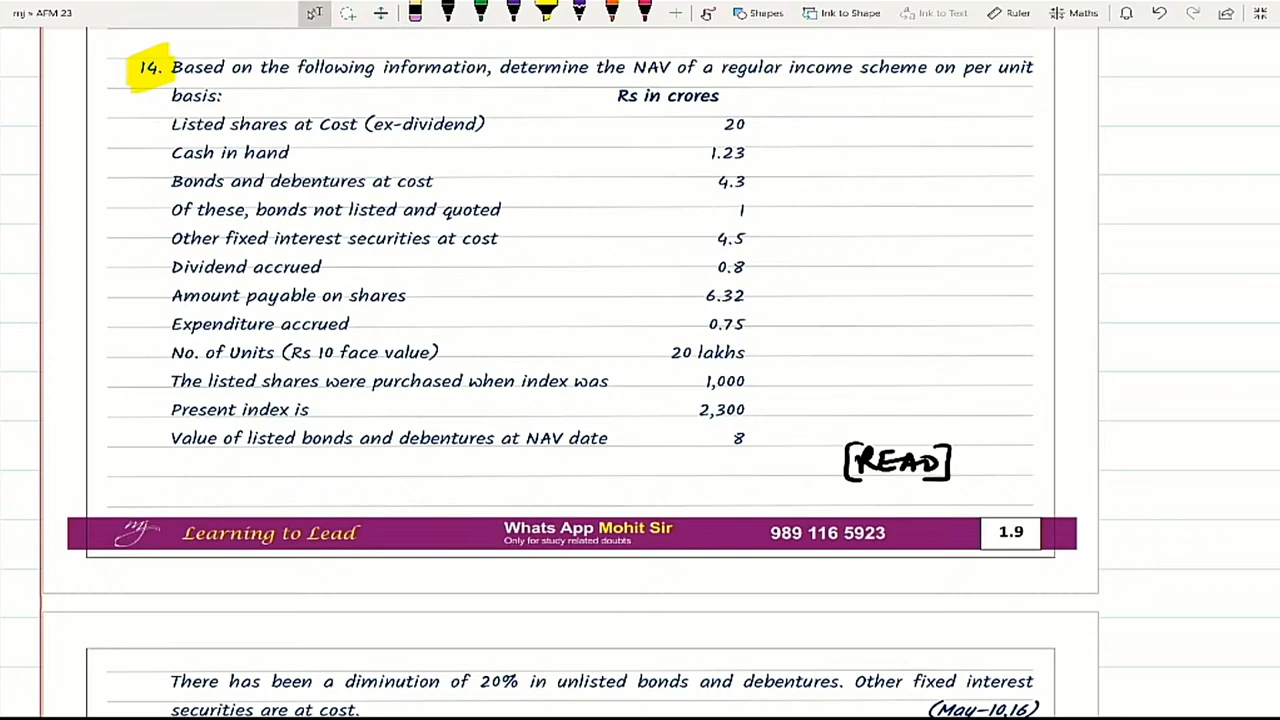 mj » AFM 23
Shapes
Ink to Shape
Ink to Text
Ruler
Maths
14. Based on the following information, determine the NAV of a regular income scheme on per unit
basis: Rs in crores
Listed shares at Cost (ex-dividend) 20
Cash in hand 1.23
Bonds and debentures at cost 4.3
Of these, bonds not listed and quoted 1
Other fixed interest securities at cost 4.5
Dividend accrued 0.8
Amount payable on shares 6.32
Expenditure accrued 0.75
No. of Units (Rs 10 face value) 20 lakhs
The listed shares were purchased when index was 1,000
Present index is 2,300
Value of listed bonds and debentures at NAV date 8
[READ]
mj Learning to Lead
Whats App Mohit Sir
Only for study related doubts
989 116 5923
1.9
There has been a diminution of 20% in unlisted bonds and debentures. Other fixed interest
securities are at cost. (May-10,16)